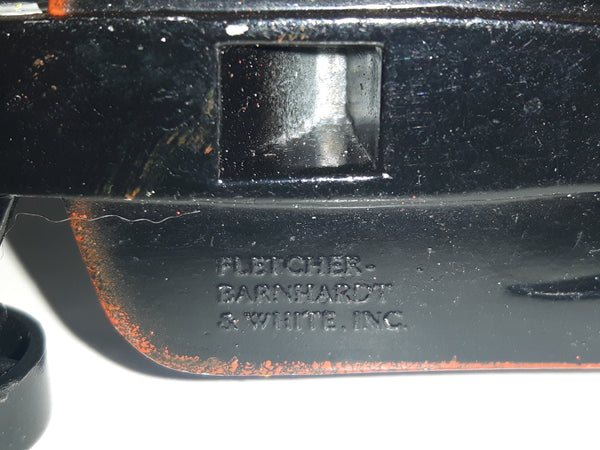 FLETCHER-
BARNHARDT
& WHITE, INC.